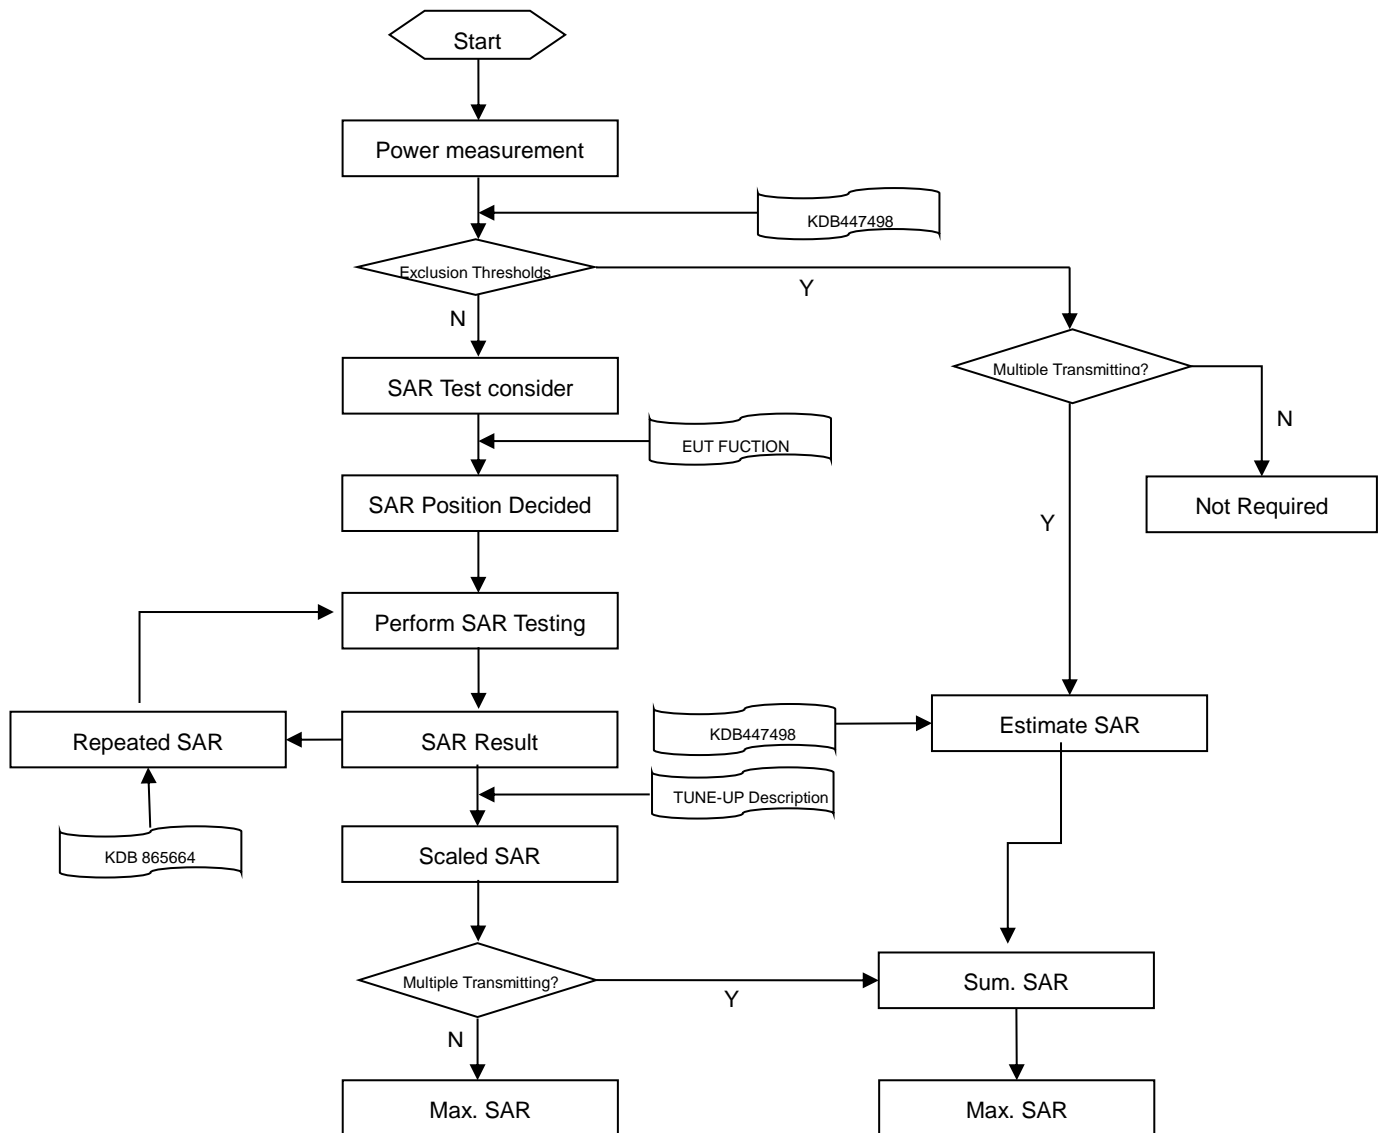 Start
Power measurement
KDB447498
Exclusion Thresholds
Y
N
Multiple Transmitting?
SAR Test consider
N
EUT FUCTION
SAR Position Decided
Not Required
Y
Perform SAR Testing
Repeated SAR
SAR Result
KDB447498
Estimate SAR
TUNE-UP Description
KDB 865664
Scaled SAR
Multiple Transmitting?
Y
Sum. SAR
N
Max. SAR
Max. SAR